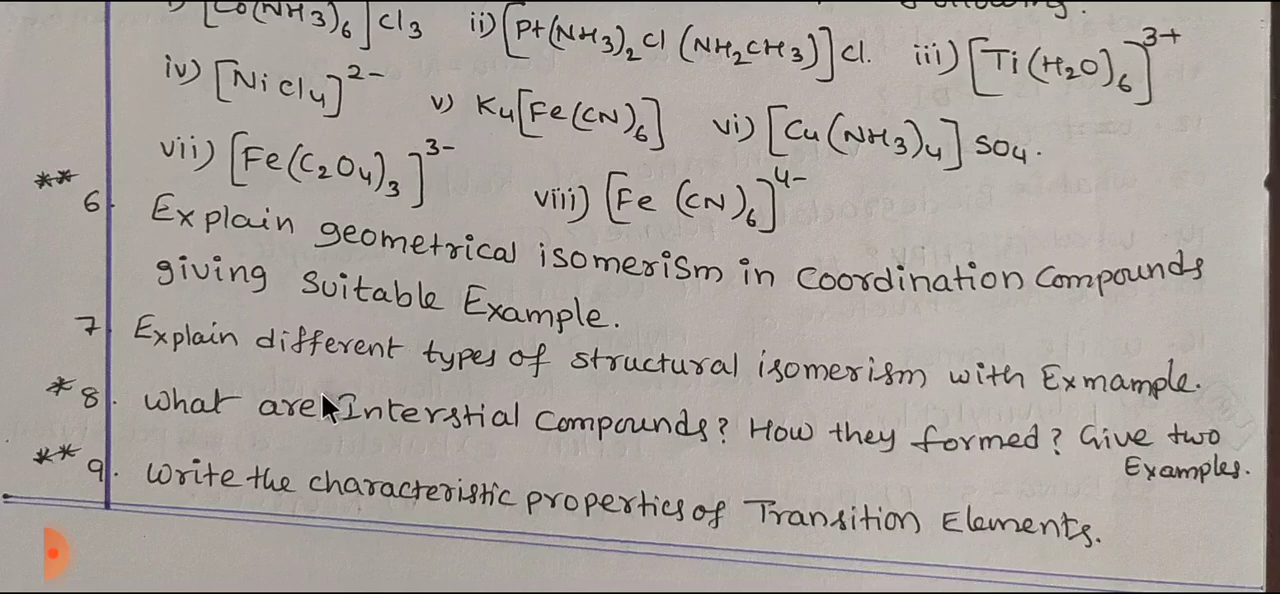 [Co(NH3)6]Cl3 ii) [Pt(NH3)2 Cl (NH2CH3)]Cl. iii) [Ti(H2O)6]3+
iv) [NiCl4]2- v) K4[Fe(CN)6] vi) [Cu(NH3)4] SO4.
vii) [Fe(C2O4)3]3- viii) [Fe (CN)6]4-
** 6. Explain geometrical isomerism in Coordination Compounds
giving Suitable Example.
7. Explain different types of structural isomerism with Exmample.
* 8. What are Interstial Compounds? How they formed? Give two
Examples.
** 9. Write the characteristic properties of Transition Elements.